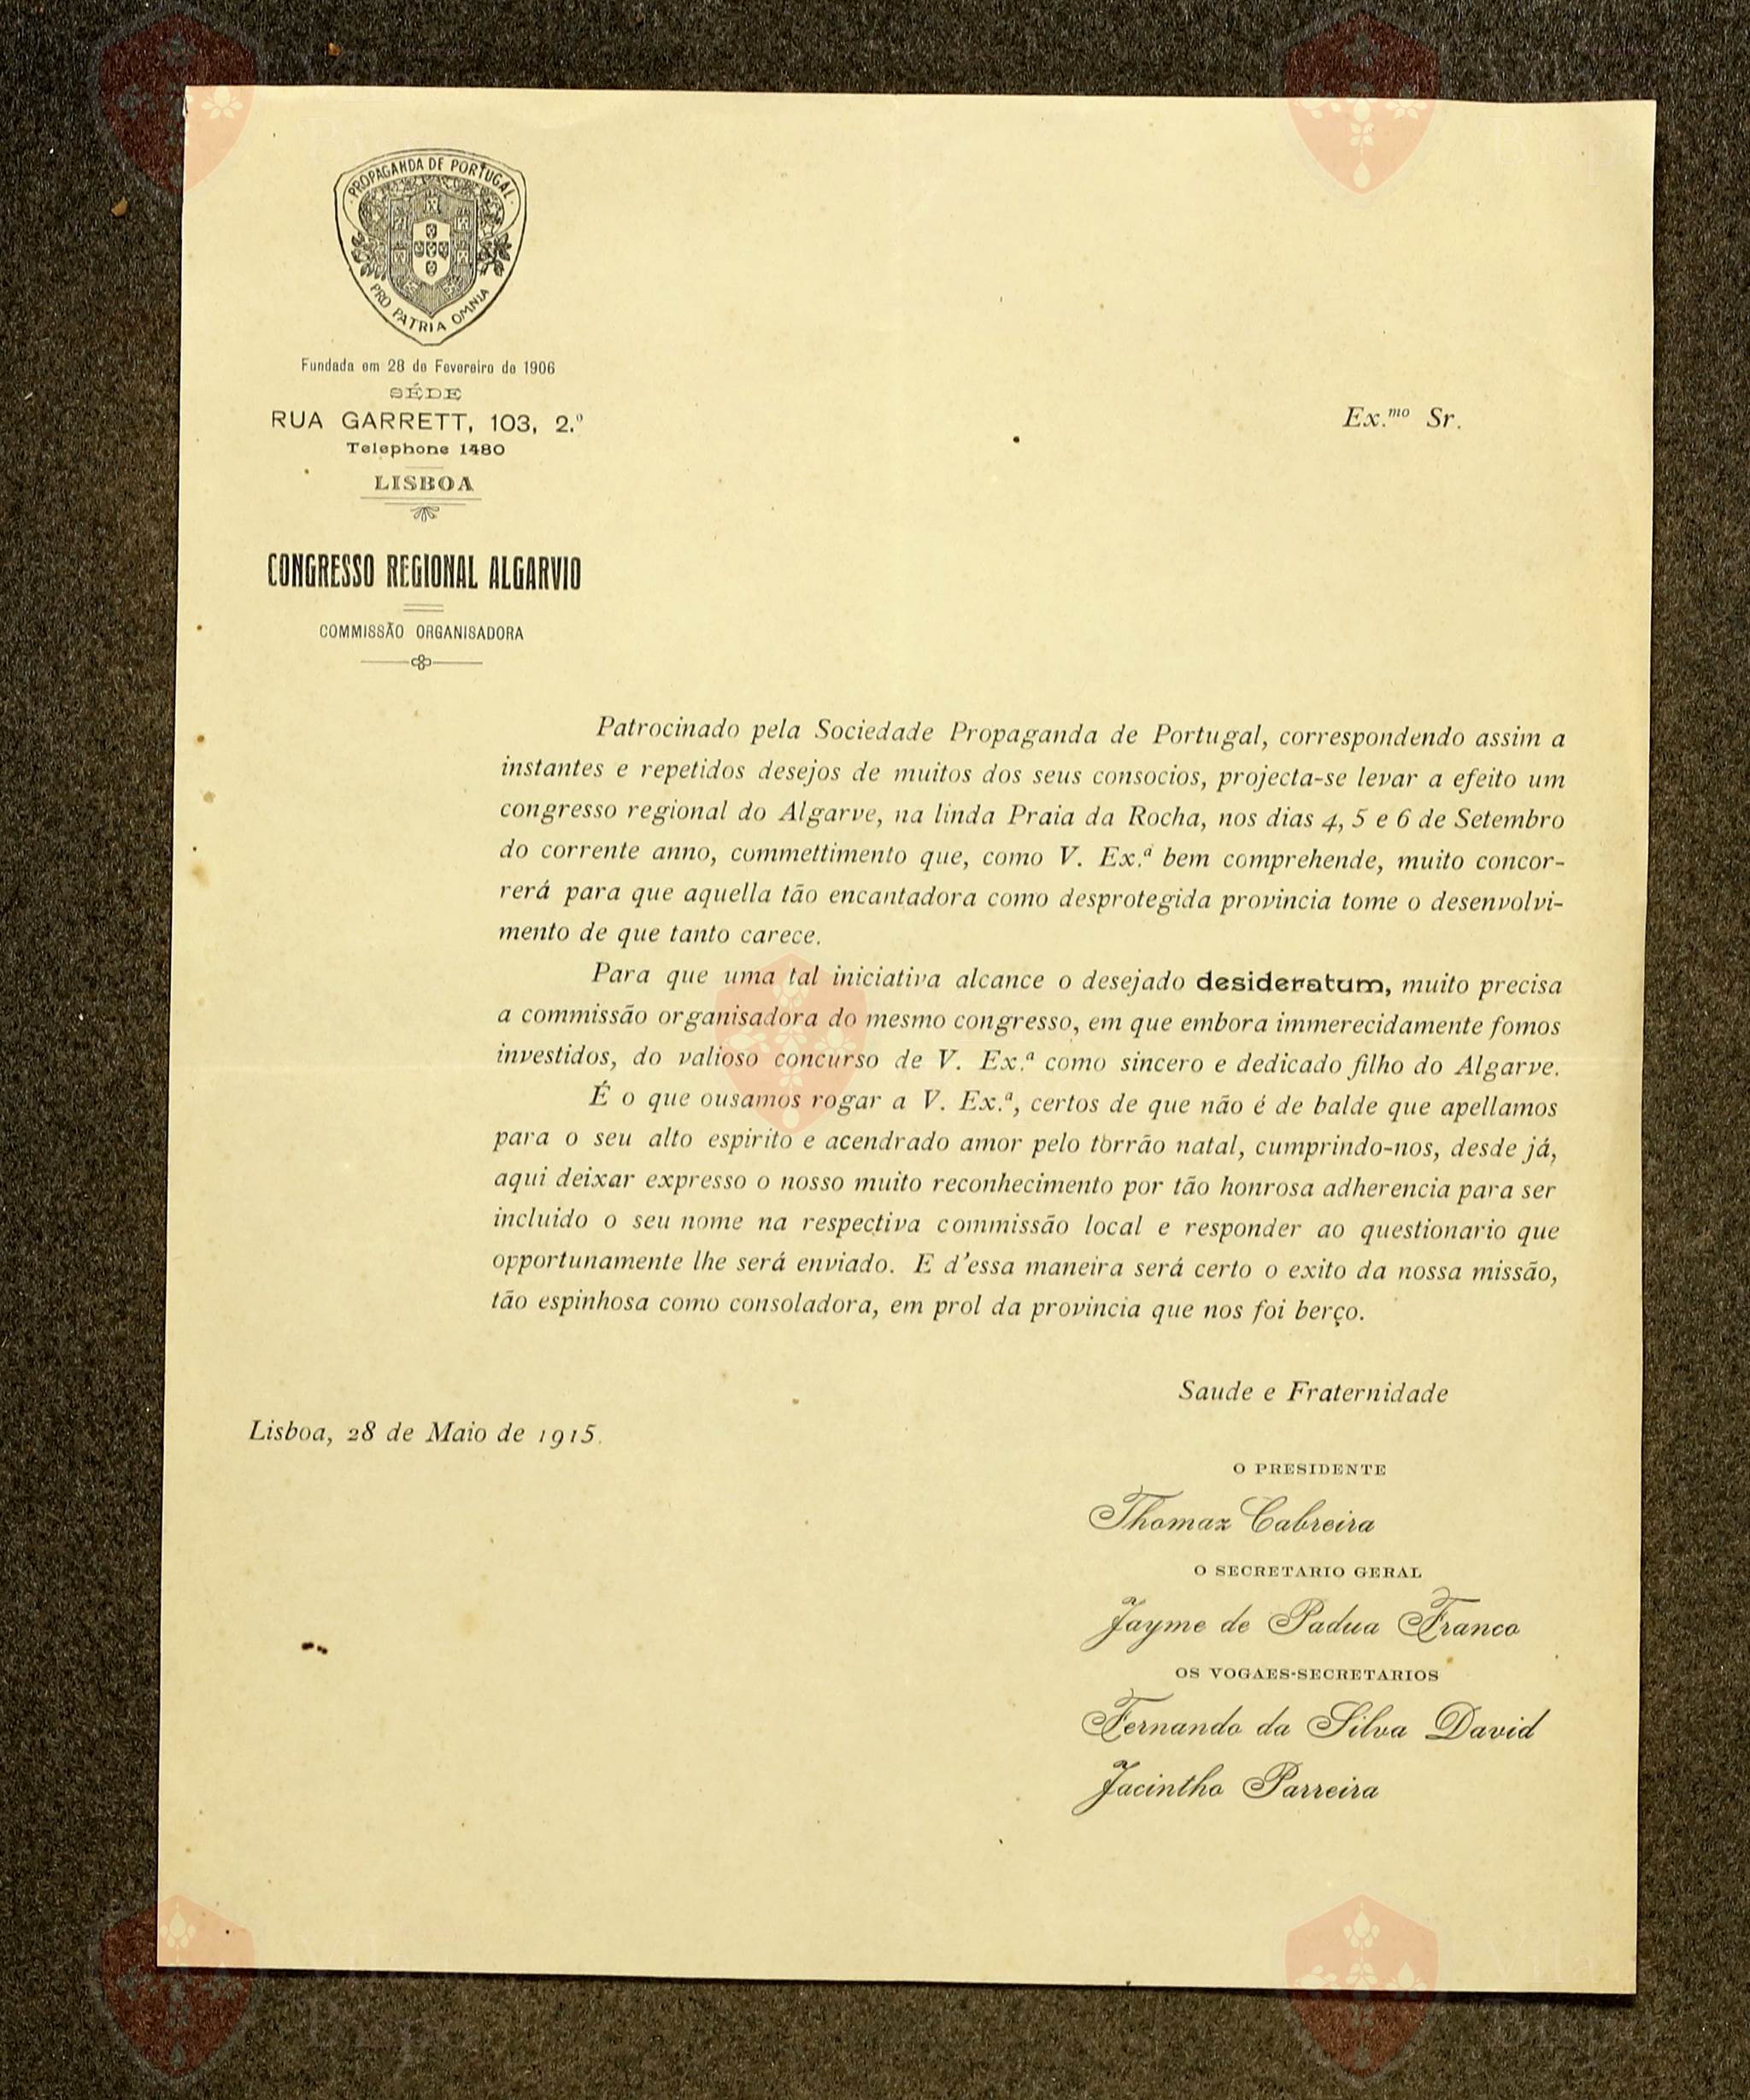 PROPAGANDA DE PORTUGAL
PRO PATRIA OMNIA
Fundada em 28 de Fevereiro de 1906
SÉDE
RUA GARRETT, 103, 2.º
Telephone 1480
LISBOA
Ex.mo Sr.
CONGRESSO REGIONAL ALGARVIO
COMMISSÃO ORGANISADORA
Patrocinado pela Sociedade Propaganda de Portugal, correspondendo assim a
instantes e repetidos desejos de muitos dos seus consocios, projecta-se levar a efeito um
congresso regional do Algarve, na linda Praia da Rocha, nos dias 4, 5 e 6 de Setembro
do corrente anno, commettimento que, como V. Ex.ª bem comprehende, muito concor-
rerá para que aquella tão encantadora como desprotegida provincia tome o desenvolvi-
mento de que tanto carece.
Para que uma tal iniciativa alcance o desejado desideratum, muito precisa
a commissão organisadora do mesmo congresso, em que embora immerecidamente fomos
investidos, do valioso concurso de V. Ex.ª como sincero e dedicado filho do Algarve.
É o que ousamos rogar a V. Ex.ª, certos de que não é de balde que apellamos
para o seu alto espirito e acendrado amor pelo torrão natal, cumprindo-nos, desde já,
aqui deixar expresso o nosso muito reconhecimento por tão honrosa adherencia para ser
incluido o seu nome na respectiva commissão local e responder ao questionario que
opportunamente lhe será enviado. E d'essa maneira será certo o exito da nossa missão,
tão espinhosa como consoladora, em prol da provincia que nos foi berço.
Saude e Fraternidade
Lisboa, 28 de Maio de 1915.
O PRESIDENTE
Thomaz Cabreira
O SECRETARIO GERAL
Jayme de Padua Franco
OS VOGAES-SECRETARIOS
Fernando da Silva David
Jacintho Parreira